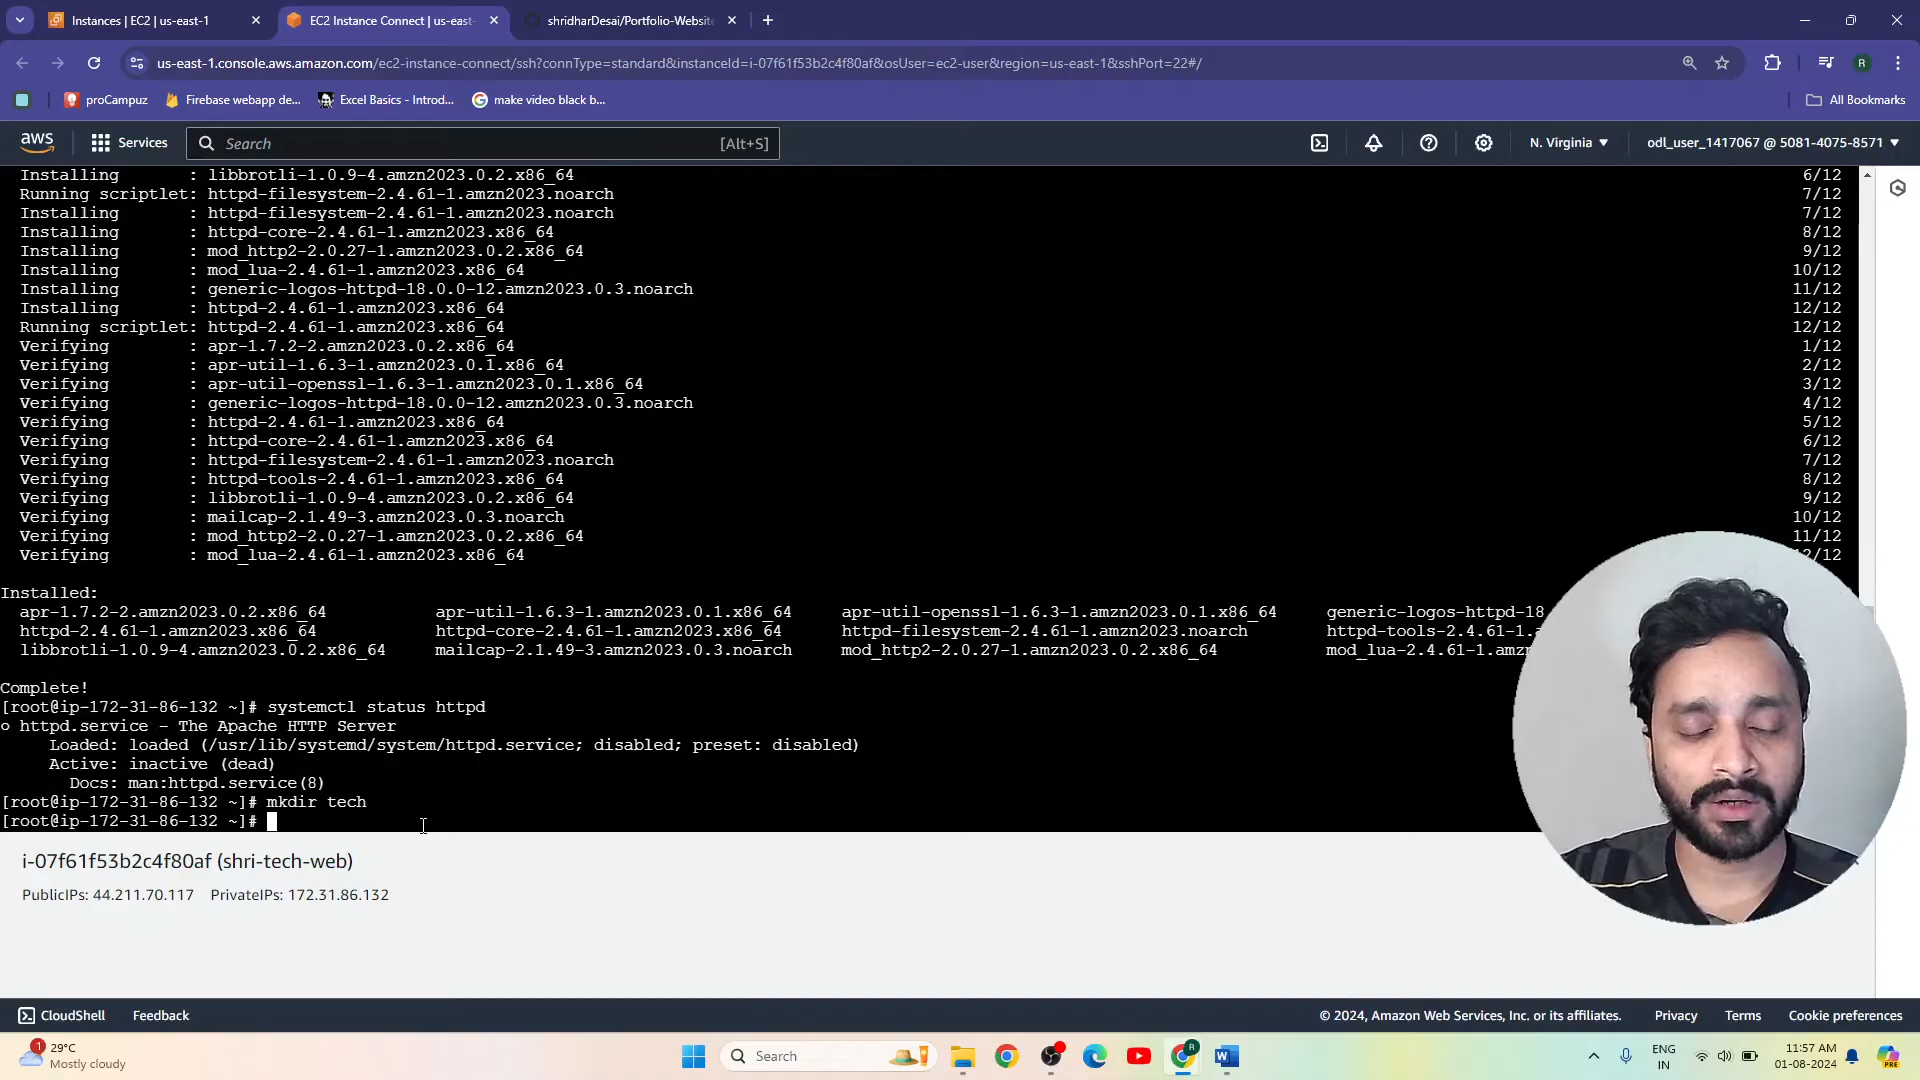 Instances | EC2 | us-east-1
EC2 Instance Connect | us-east-
shridharDesai/Portfolio-Website
us-east-1.console.aws.amazon.com/ec2-instance-connect/ssh?connType=standard&instanceId=i-07f61f53b2c4f80af&osUser=ec2-user&region=us-east-1&sshPort=22#/
R
proCampuz
Firebase webapp de...
Excel Basics - Introd...
make video black b...
All Bookmarks
aws
Services
Search
[Alt+S]
N. Virginia
odl_user_1417067 @ 5081-4075-8571
Installing : libbrotli-1.0.9-4.amzn2023.0.2.x86_64 6/12
Running scriptlet: httpd-filesystem-2.4.61-1.amzn2023.noarch 7/12
Installing : httpd-filesystem-2.4.61-1.amzn2023.noarch 7/12
Installing : httpd-core-2.4.61-1.amzn2023.x86_64 8/12
Installing : mod_http2-2.0.27-1.amzn2023.0.2.x86_64 9/12
Installing : mod_lua-2.4.61-1.amzn2023.x86_64 10/12
Installing : generic-logos-httpd-18.0.0-12.amzn2023.0.3.noarch 11/12
Installing : httpd-2.4.61-1.amzn2023.x86_64 12/12
Running scriptlet: httpd-2.4.61-1.amzn2023.x86_64 12/12
Verifying : apr-1.7.2-2.amzn2023.0.2.x86_64 1/12
Verifying : apr-util-1.6.3-1.amzn2023.0.1.x86_64 2/12
Verifying : apr-util-openssl-1.6.3-1.amzn2023.0.1.x86_64 3/12
Verifying : generic-logos-httpd-18.0.0-12.amzn2023.0.3.noarch 4/12
Verifying : httpd-2.4.61-1.amzn2023.x86_64 5/12
Verifying : httpd-core-2.4.61-1.amzn2023.x86_64 6/12
Verifying : httpd-filesystem-2.4.61-1.amzn2023.noarch 7/12
Verifying : httpd-tools-2.4.61-1.amzn2023.x86_64 8/12
Verifying : libbrotli-1.0.9-4.amzn2023.0.2.x86_64 9/12
Verifying : mailcap-2.1.49-3.amzn2023.0.3.noarch 10/12
Verifying : mod_http2-2.0.27-1.amzn2023.0.2.x86_64 11/12
Verifying : mod_lua-2.4.61-1.amzn2023.x86_64 12/12
Installed:
apr-1.7.2-2.amzn2023.0.2.x86_64 apr-util-1.6.3-1.amzn2023.0.1.x86_64 apr-util-openssl-1.6.3-1.amzn2023.0.1.x86_64 generic-logos-httpd-18
httpd-2.4.61-1.amzn2023.x86_64 httpd-core-2.4.61-1.amzn2023.x86_64 httpd-filesystem-2.4.61-1.amzn2023.noarch httpd-tools-2.4.61-1.a
libbrotli-1.0.9-4.amzn2023.0.2.x86_64 mailcap-2.1.49-3.amzn2023.0.3.noarch mod_http2-2.0.27-1.amzn2023.0.2.x86_64 mod_lua-2.4.61-1.amzn
Complete!
[root@ip-172-31-86-132 ~]# systemctl status httpd
○ httpd.service - The Apache HTTP Server
Loaded: loaded (/usr/lib/systemd/system/httpd.service; disabled; preset: disabled)
Active: inactive (dead)
Docs: man:httpd.service(8)
[root@ip-172-31-86-132 ~]# mkdir tech
[root@ip-172-31-86-132 ~]#
i-07f61f53b2c4f80af (shri-tech-web)
PublicIPs: 44.211.70.117 PrivateIPs: 172.31.86.132
CloudShell
Feedback
© 2024, Amazon Web Services, Inc. or its affiliates.
Privacy
Terms
Cookie preferences
1
29°C
Mostly cloudy
Search
R
ENG
IN
11:57 AM
01-08-2024
PRE